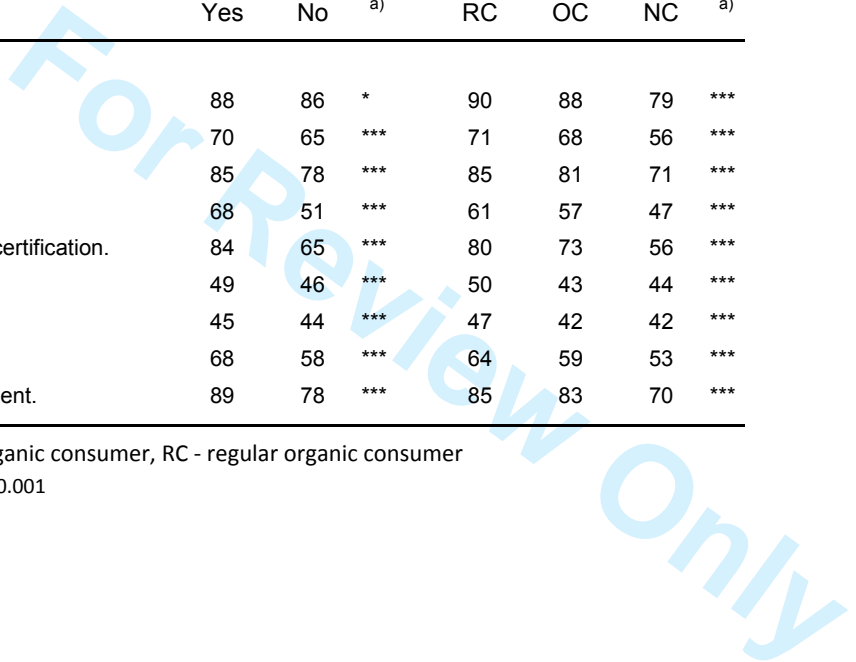 Yes No a) RC OC NC a)
88 86 * 90 88 79 ***
70 65 *** 71 68 56 ***
85 78 *** 85 81 71 ***
68 51 *** 61 57 47 ***
certification. 84 65 *** 80 73 56 ***
49 46 *** 50 43 44 ***
45 44 *** 47 42 42 ***
68 58 *** 64 59 53 ***
ent. 89 78 *** 85 83 70 ***
ganic consumer, RC - regular organic consumer
0.001
For Review Only